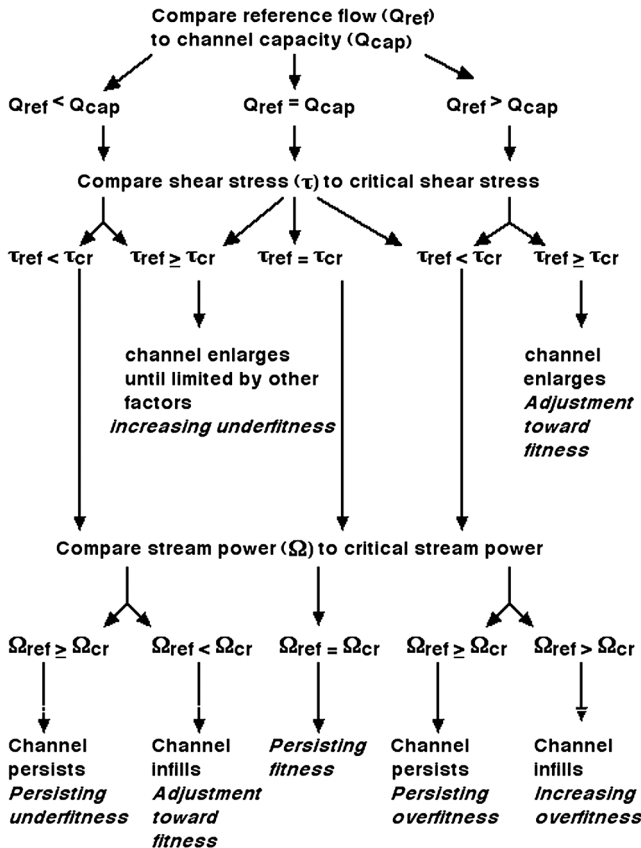 Compare reference flow (Qref)
to channel capacity (Qcap)
Qref < Qcap
Qref = Qcap
Qref > Qcap
Compare shear stress (τ) to critical shear stress
τref < τcr
τref ≥ τcr
τref = τcr
τref < τcr
τref ≥ τcr
channel enlarges
until limited by other
factors
increasing underfitness
channel
enlarges
Adjustment
toward
fitness
Compare stream power (Ω) to critical stream power
Ωref ≥ Ωcr
Ωref < Ωcr
Ωref = Ωcr
Ωref ≥ Ωcr
Ωref > Ωcr
Channel
persists
Persisting
underfitness
Channel
infills
Adjustment
toward
fitness
Persisting
fitness
Channel
persists
Persisting
overfitness
Channel
infills
Increasing
overfitness